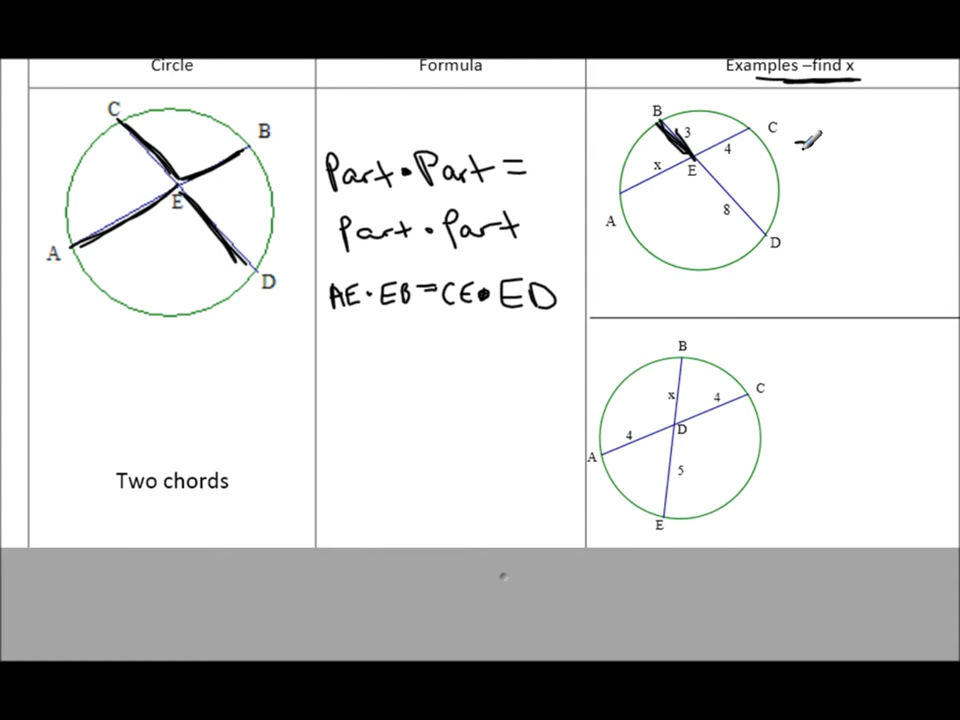 Circle
Formula
Examples –find x
C
B
E
A
D
Two chords
Part • Part =
Part • Part
AE • EB = CE • ED
B
C
3
4
x
E
8
A
D
B
C
x
4
4
D
A
5
E